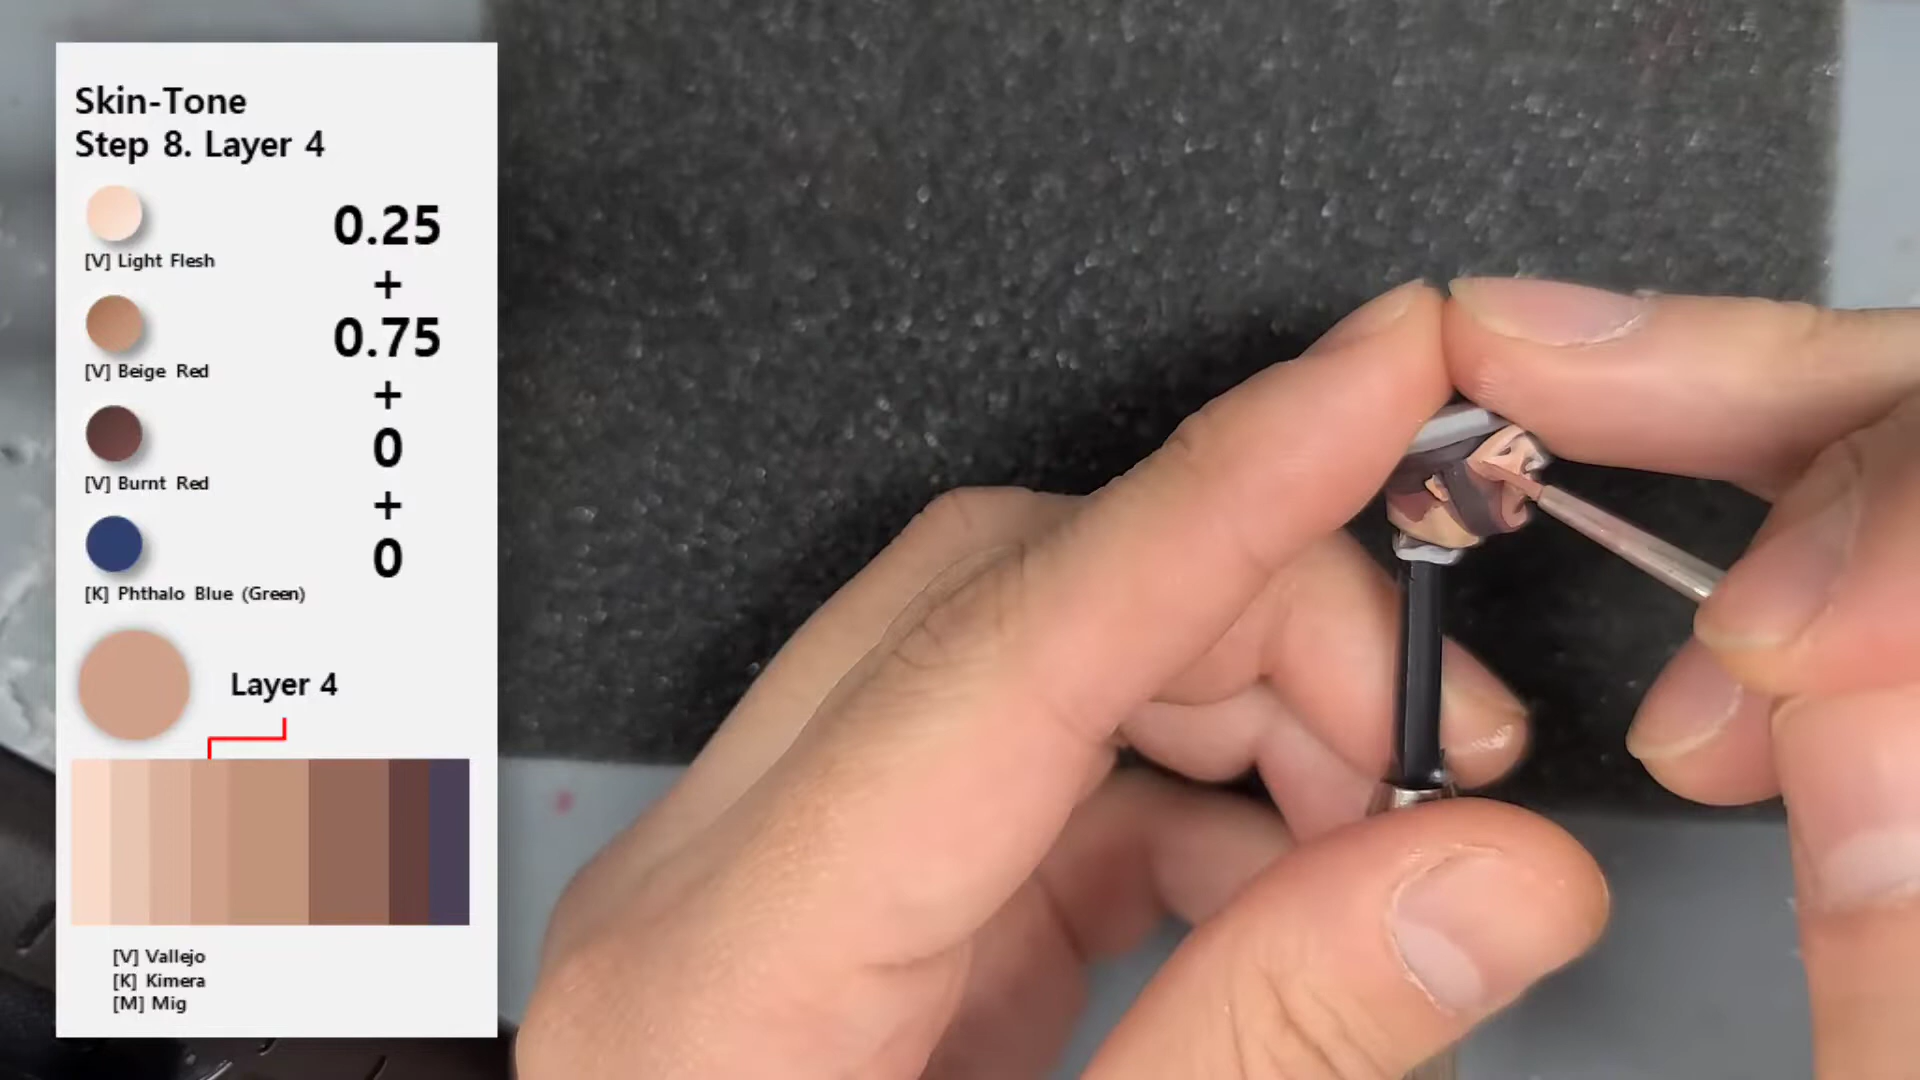 Skin-Tone
Step 8. Layer 4
0.25
[V] Light Flesh
+
0.75
[V] Beige Red
+
0
[V] Burnt Red
+
0
[K] Phthalo Blue (Green)
Layer 4
[V] Vallejo
[K] Kimera
[M] Mig